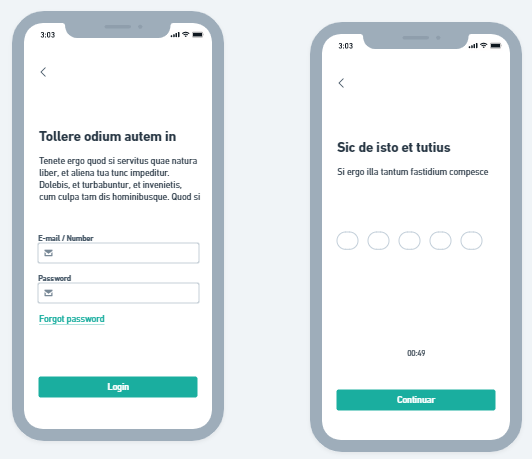 3:03
Tollere odium autem in
Tenete ergo quod si servitus quae natura
liber, et aliena tua tunc impeditur.
Dolebis, et turbabuntur, et invenietis,
cum culpa tam dis hominibusque. Quod si
E-mail / Number
Password
Forgot password
Login
3:03
Sic de isto et tutius
Si ergo illa tantum fastidium compesce
00:49
Continuar